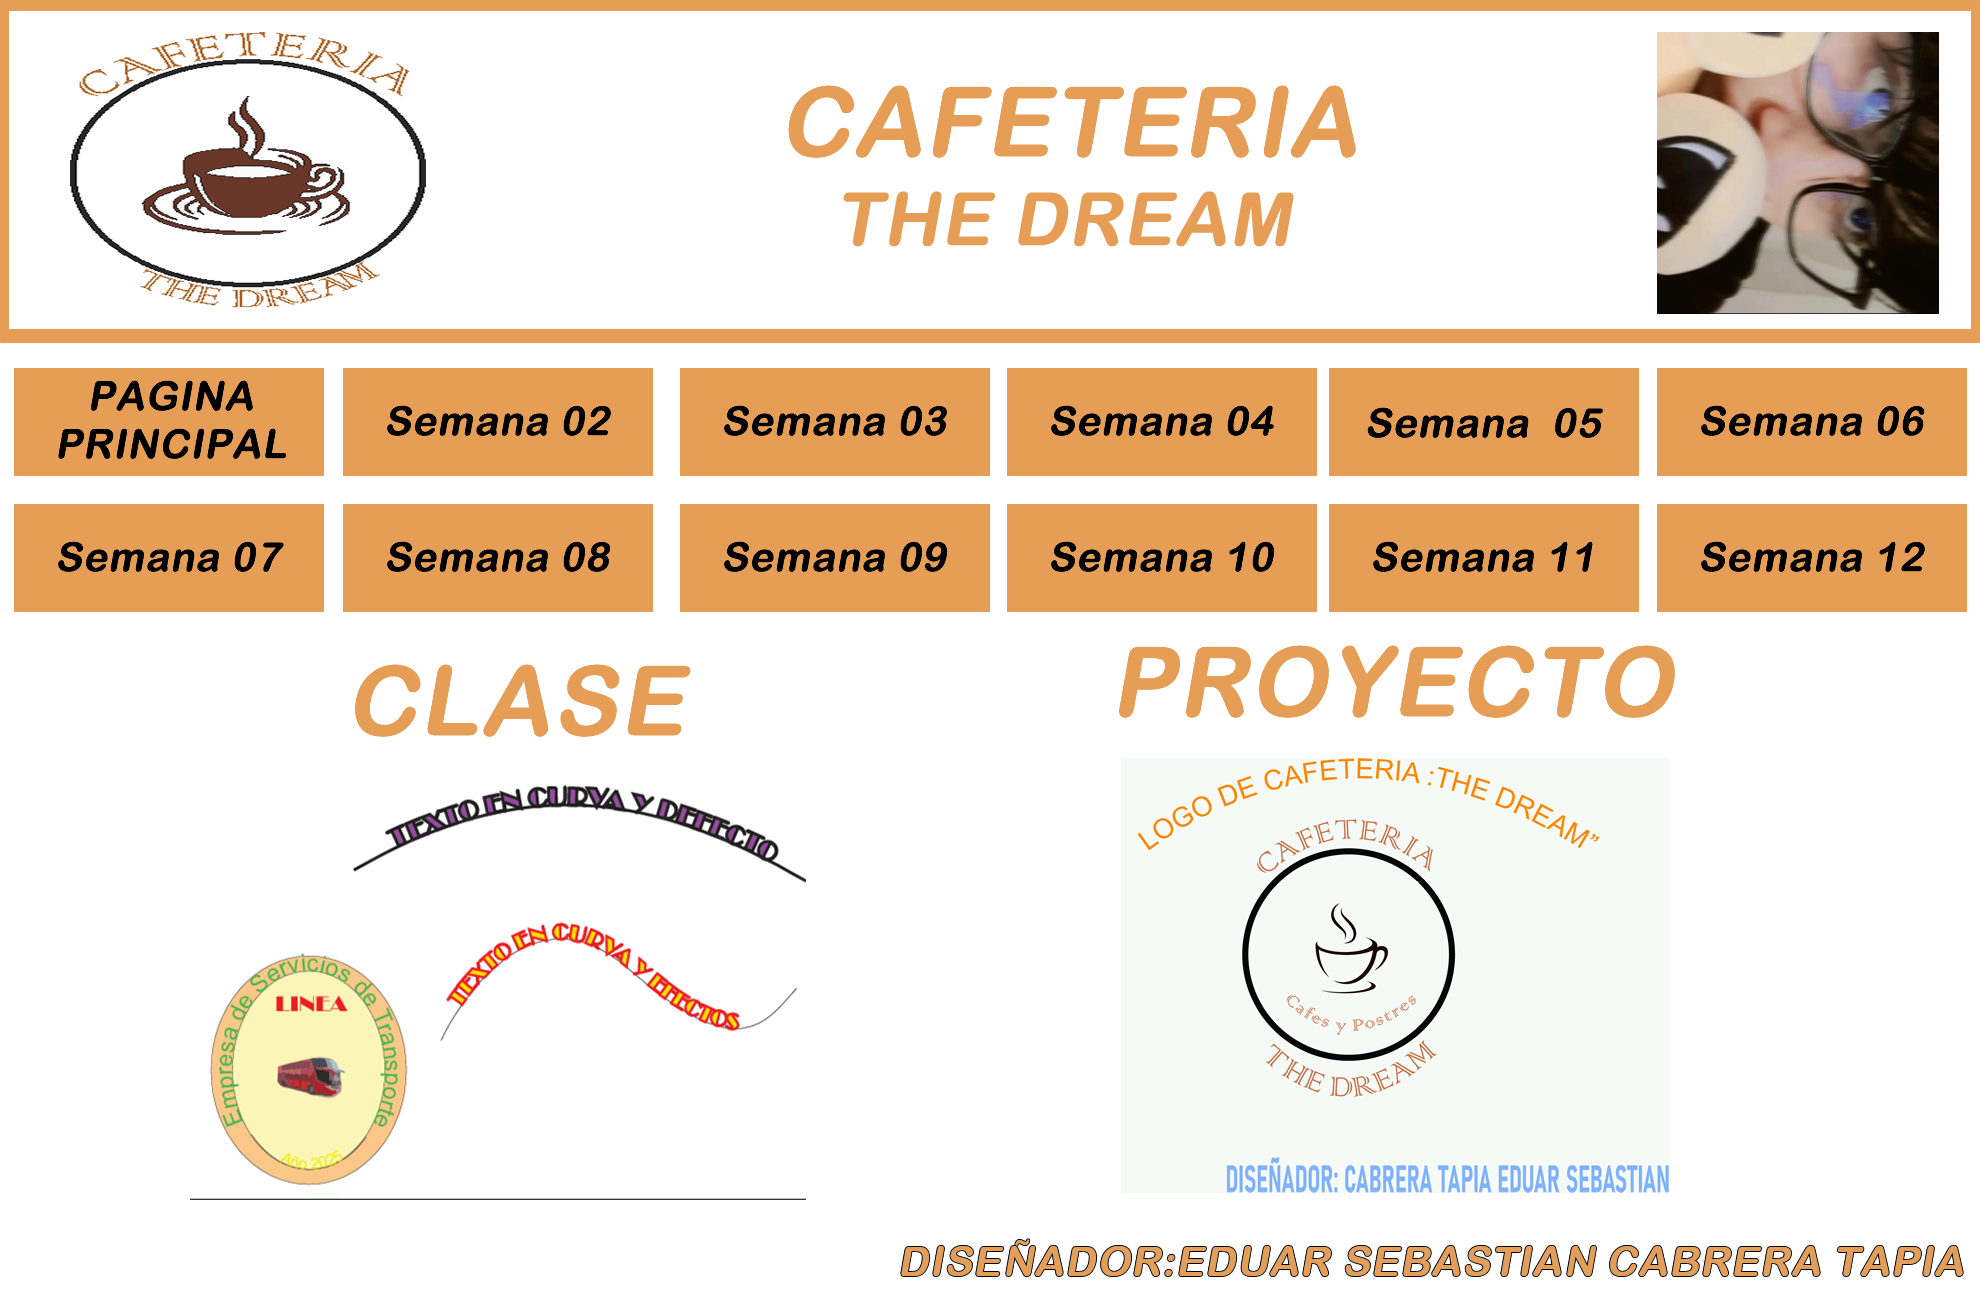 CAFETERIA
THE DREAM
CAFETERIA
THE DREAM
PAGINA
PRINCIPAL
Semana 02
Semana 03
Semana 04
Semana  05
Semana 06
Semana 07
Semana 08
Semana 09
Semana 10
Semana 11
Semana 12
CLASE
TEXTO EN CURVA Y DEFECTO
TEXTO EN CURVA Y EFECTOS
Empresa de Servicios de Transporte
LINEA
Año 2025
PROYECTO
LOGO DE CAFETERIA :THE DREAM”
CAFETERIA
Cafes y Postres
THE DREAM
DISEÑADOR: CABRERA TAPIA EDUAR SEBASTIAN
DISEÑADOR:EDUAR SEBASTIAN CABRERA TAPIA